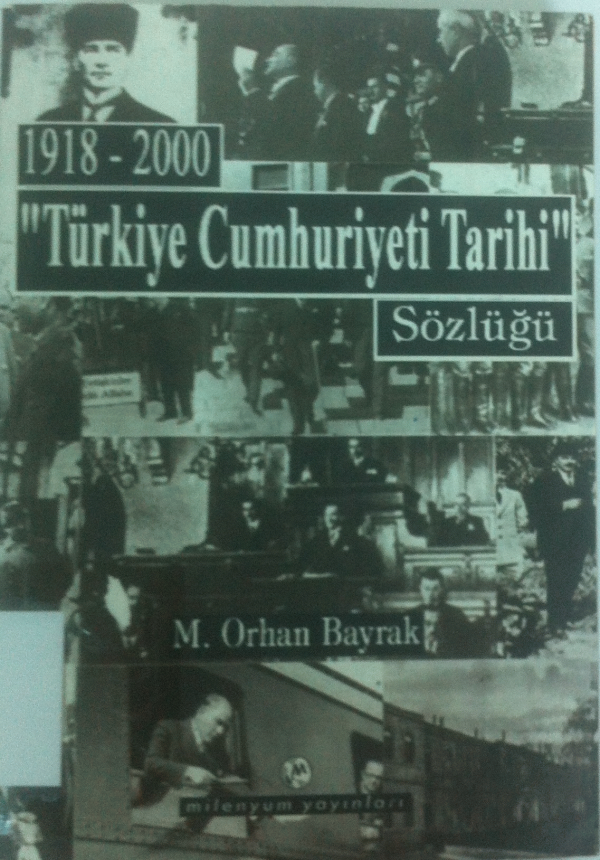 1918 - 2000
"Türkiye Cumhuriyeti Tarihi"
Sözlüğü
M. Orhan Bayrak
milenyum yayınları